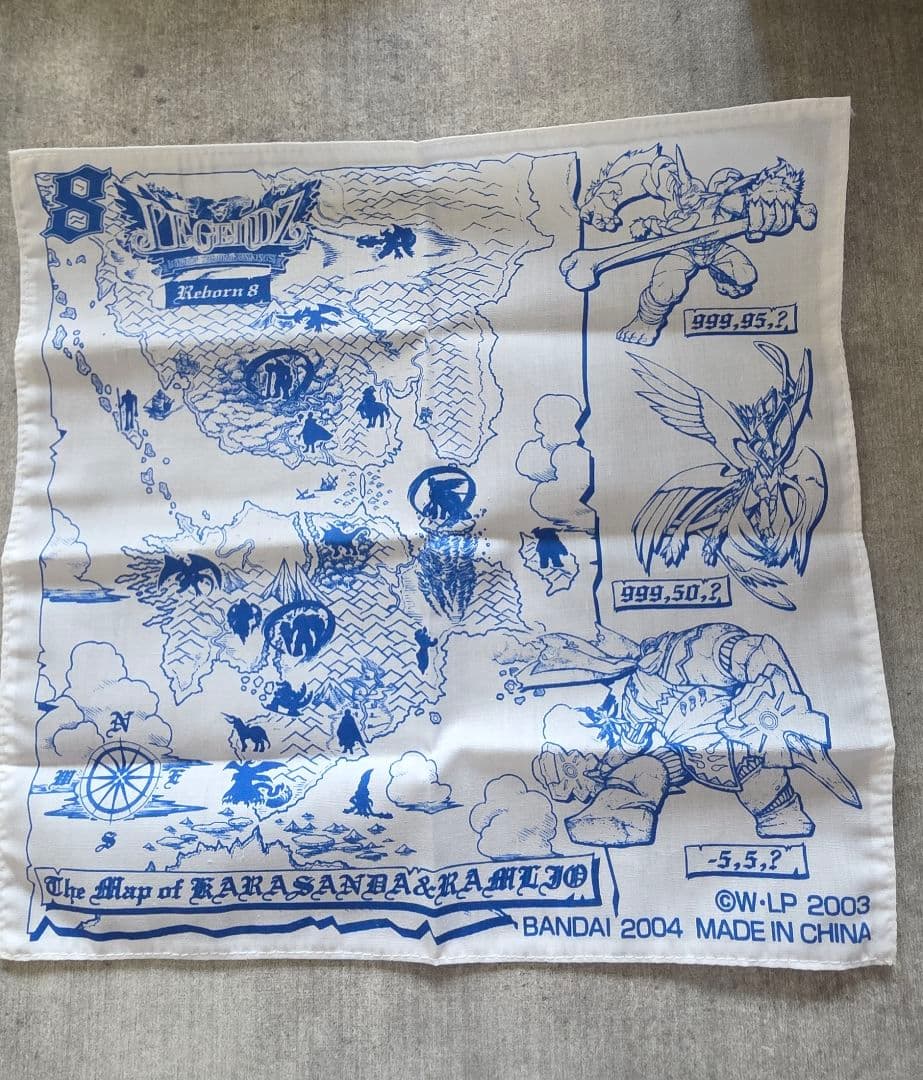 8
LEGENDZ
Reborn 8
999,95,?
999,50,?
N
W E
S
-5,5,?
The Map of KARASANDA&RAMLIO
©W·LP 2003
BANDAI 2004 MADE IN CHINA